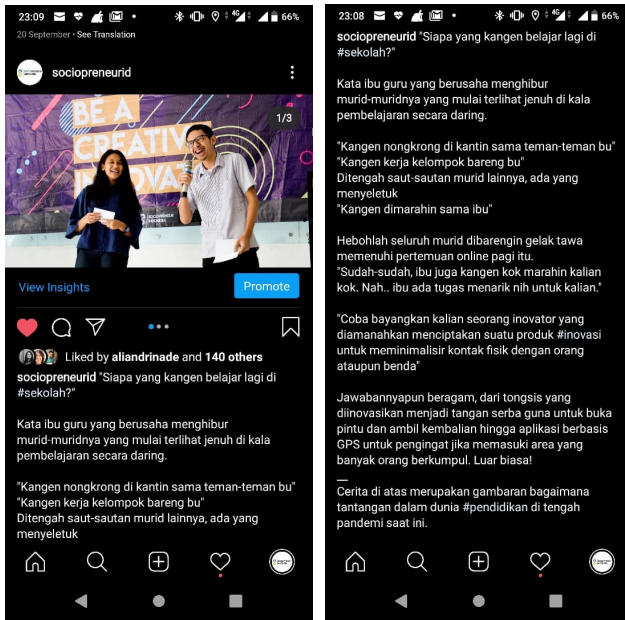 23:09
4G
66%
20 September • See Translation
sociopreneurid
1/3
BE A
CREATIV
INNOVAT
View Insights
Promote
Liked by aliandrinade and 140 others
sociopreneurid "Siapa yang kangen belajar lagi di
#sekolah?"
Kata ibu guru yang berusaha menghibur
murid-muridnya yang mulai terlihat jenuh di kala
pembelajaran secara daring.
"Kangen nongkrong di kantin sama teman-teman bu"
"Kangen kerja kelompok bareng bu"
Ditengah saut-sautan murid lainnya, ada yang
menyeletuk
23:08
4G
66%
sociopreneurid "Siapa yang kangen belajar lagi di
#sekolah?"
Kata ibu guru yang berusaha menghibur
murid-muridnya yang mulai terlihat jenuh di kala
pembelajaran secara daring.
"Kangen nongkrong di kantin sama teman-teman bu"
"Kangen kerja kelompok bareng bu"
Ditengah saut-sautan murid lainnya, ada yang
menyeletuk
"Kangen dimarahin sama ibu"
Hebohlah seluruh murid dibarengin gelak tawa
memenuhi pertemuan online pagi itu.
"Sudah-sudah, ibu juga kangen kok marahin kalian
kok. Nah.. ibu ada tugas menarik nih untuk kalian."
"Coba bayangkan kalian seorang inovator yang
diamanahkan menciptakan suatu produk #inovasi
untuk meminimalisir kontak fisik dengan orang
ataupun benda"
Jawabannyapun beragam, dari tongsis yang
diinovasikan menjadi tangan serba guna untuk buka
pintu dan ambil kembalian hingga aplikasi berbasis
GPS untuk pengingat jika memasuki area yang
banyak orang berkumpul. Luar biasa!
—
Cerita di atas merupakan gambaran bagaimana
tantangan dalam dunia #pendidikan di tengah
pandemi saat ini.